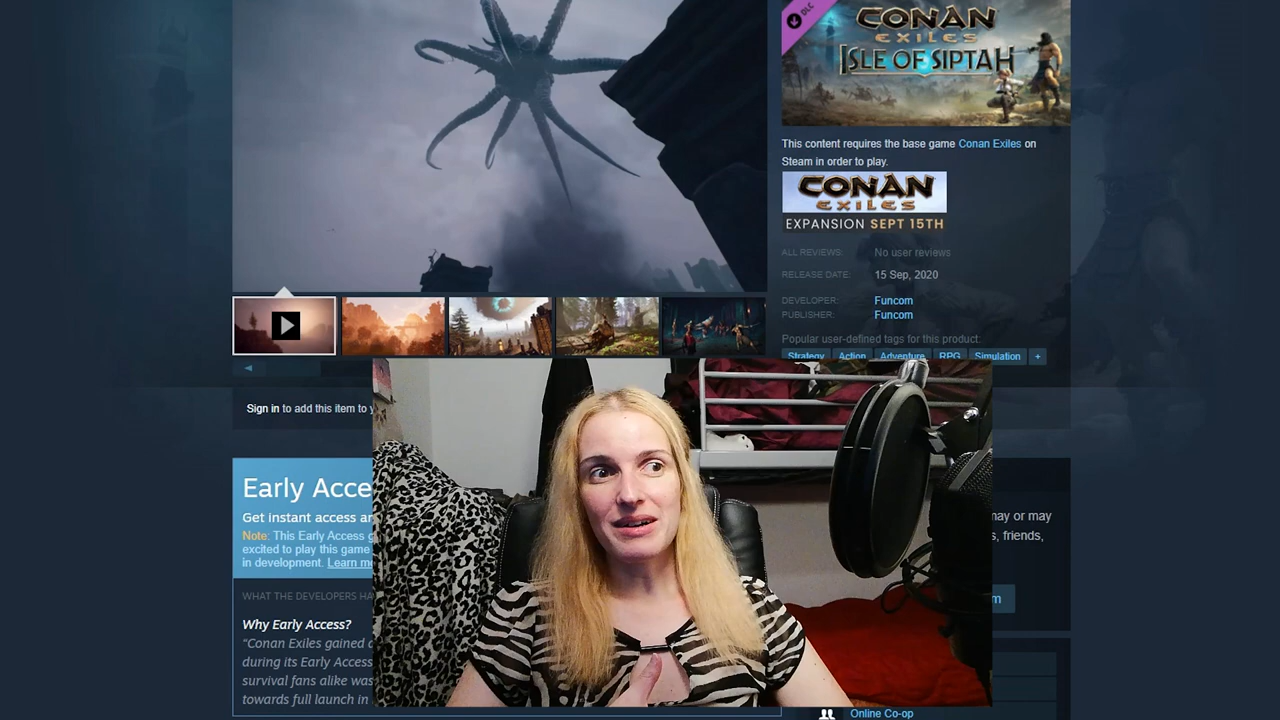 DLC
CONAN
EXILES
ISLE OF SIPTAH
This content requires the base game Conan Exiles on
Steam in order to play.
CONAN
EXILES
EXPANSION SEPT 15TH
ALL REVIEWS: No user reviews
RELEASE DATE: 15 Sep, 2020
DEVELOPER: Funcom
PUBLISHER: Funcom
Popular user-defined tags for this product:
Strategy Action Adventure RPG Simulation +
Sign in to add this item to y
Early Acce
Get instant access a
Note: This Early Access g
excited to play this game
in development. Learn m
may or may
s, friends,
m
WHAT THE DEVELOPERS HA
Why Early Access?
“Conan Exiles gained a
during its Early Access
survival fans alike was
towards full launch in
Online Co-op